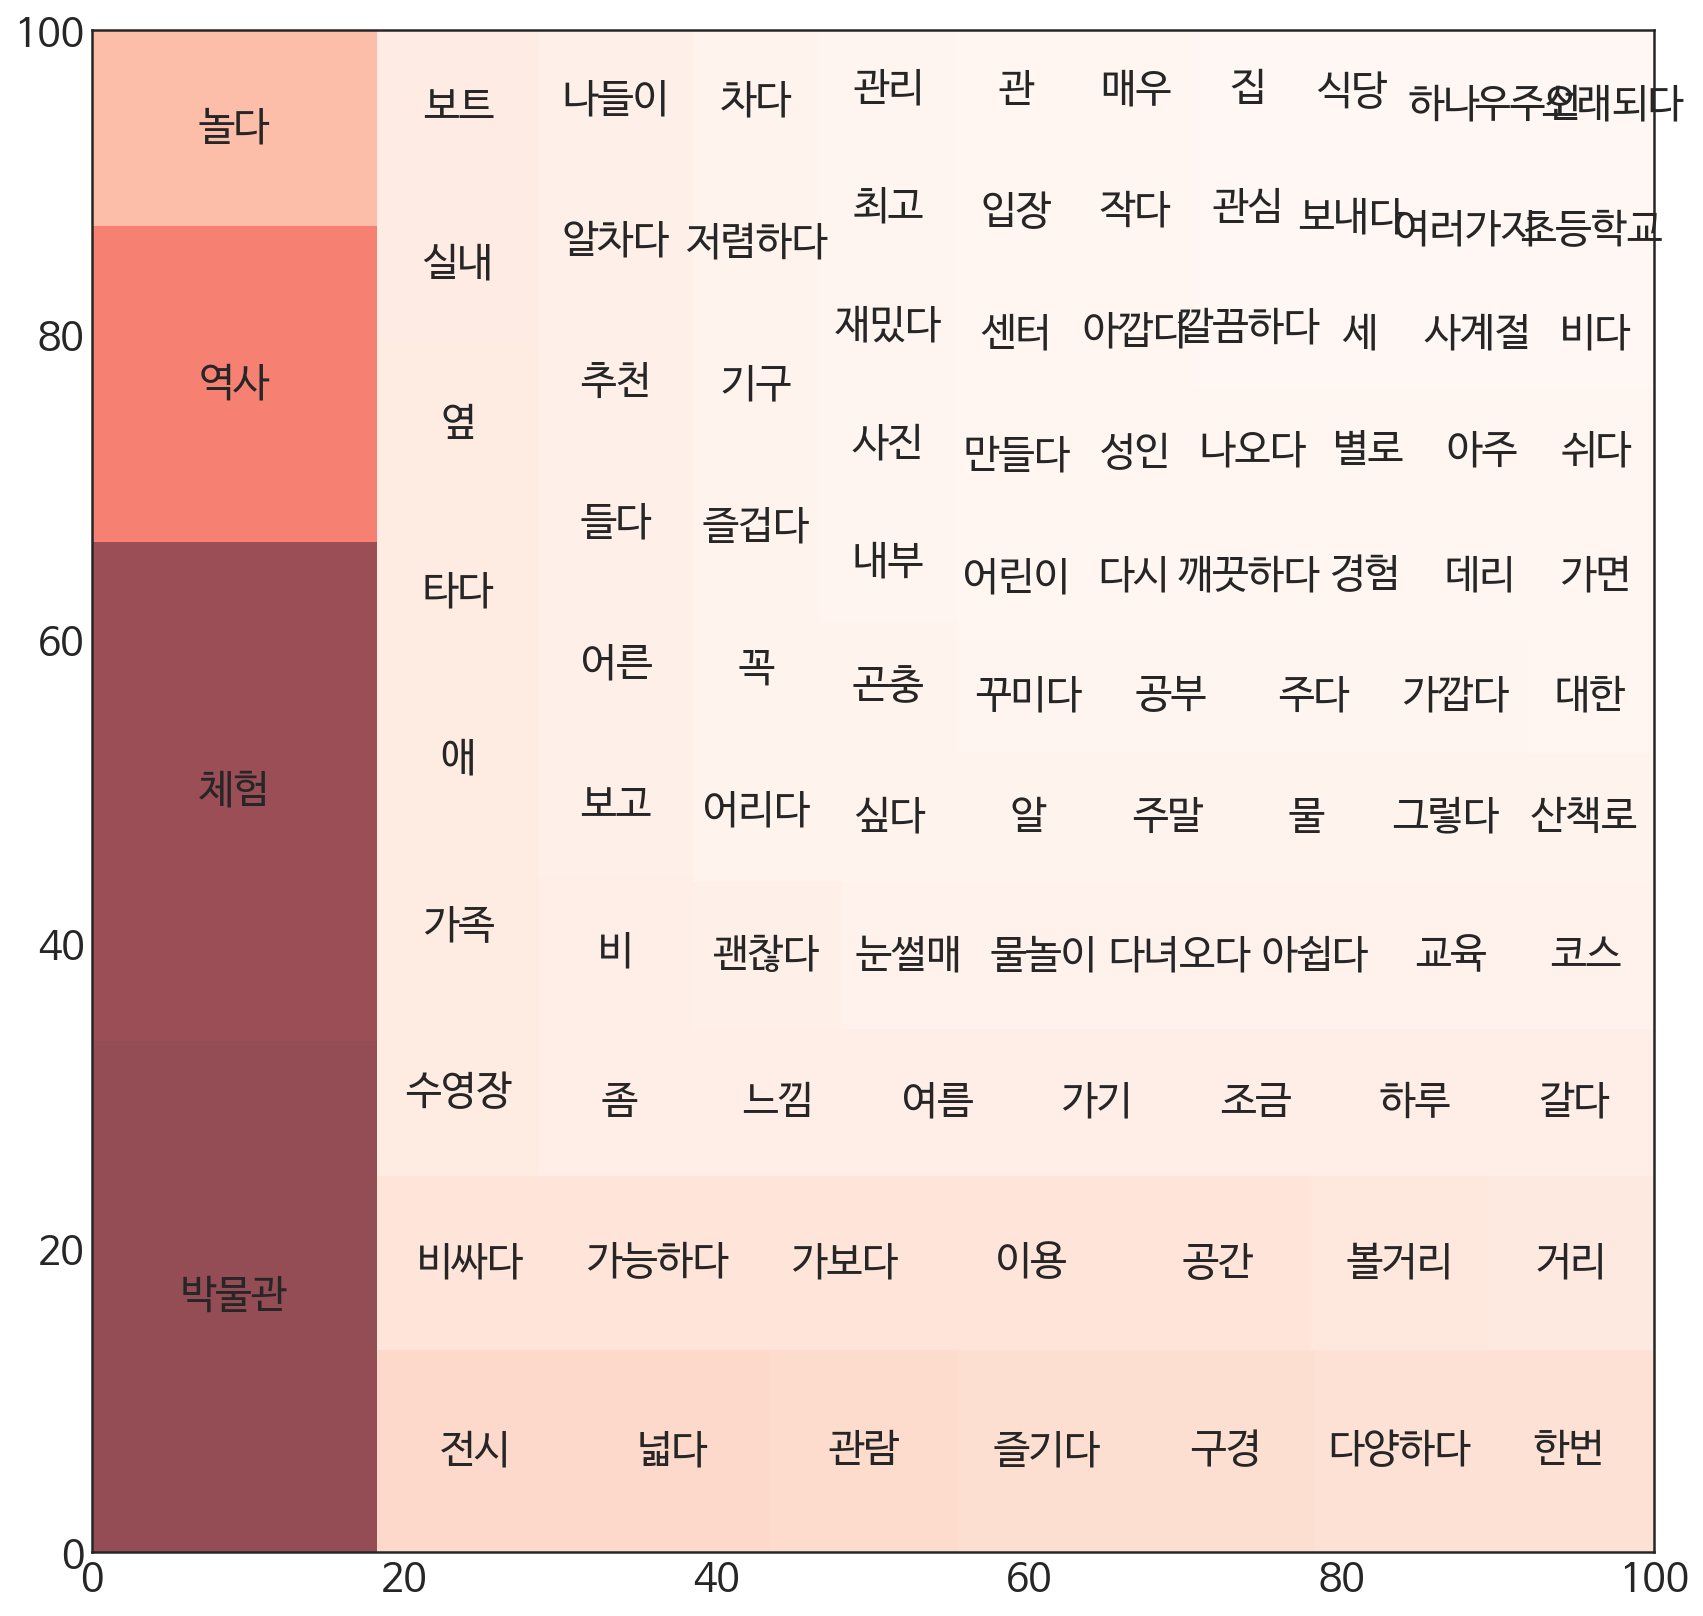 100
놀다
보트
나들이
차다
관리
관
매우
집
식당
하나
우주선
오래되다
실내
알차다
저렴하다
최고
입장
작다
관심
보내다
여러가지
초등학교
80
역사
옆
추천
기구
재밌다
센터
아깝다
깔끔하다
세
사계절
비다
사진
만들다
성인
나오다
별로
아주
쉬다
60
타다
들다
즐겁다
내부
어린이
다시
깨끗하다
경험
데리
가면
체험
애
어른
꼭
곤충
꾸미다
공부
주다
가깝다
대한
보고
어리다
싶다
알
주말
물
그렇다
산책로
40
가족
비
괜찮다
눈썰매
물놀이
다녀오다
아쉽다
교육
코스
수영장
좀
느낌
여름
가기
조금
하루
갈다
20
박물관
비싸다
가능하다
가보다
이용
공간
볼거리
거리
전시
넓다
관람
즐기다
구경
다양하다
한번
0
0
20
40
60
80
100